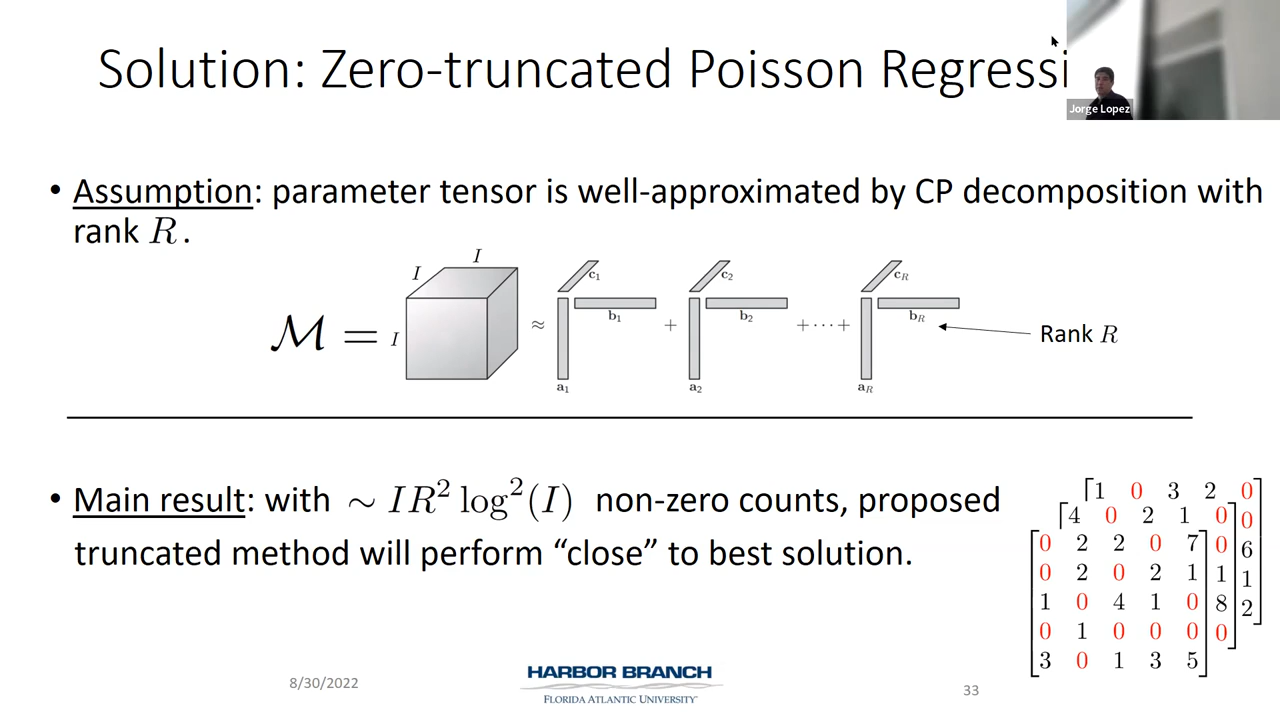 Solution: Zero-truncated Poisson Regressi
Jorge Lopez
• Assumption: parameter tensor is well-approximated by CP decomposition with
rank R.
I
I
I
ℳ =
≈
c₁
b₁
a₁
+
c₂
b₂
a₂
+ ⋯ +
c_R
b_R
a_R
Rank R
• Main result: with ∼ IR² log²(I) non-zero counts, proposed
truncated method will perform “close” to best solution.
1 0 3 2 0
4 0 2 1 0 0
0 2 2 0 7 0 6
0 2 0 2 1 1 1
1 0 4 1 0 8 2
0 1 0 0 0 0
3 0 1 3 5
8/30/2022
HARBOR BRANCH
FLORIDA ATLANTIC UNIVERSITY
33